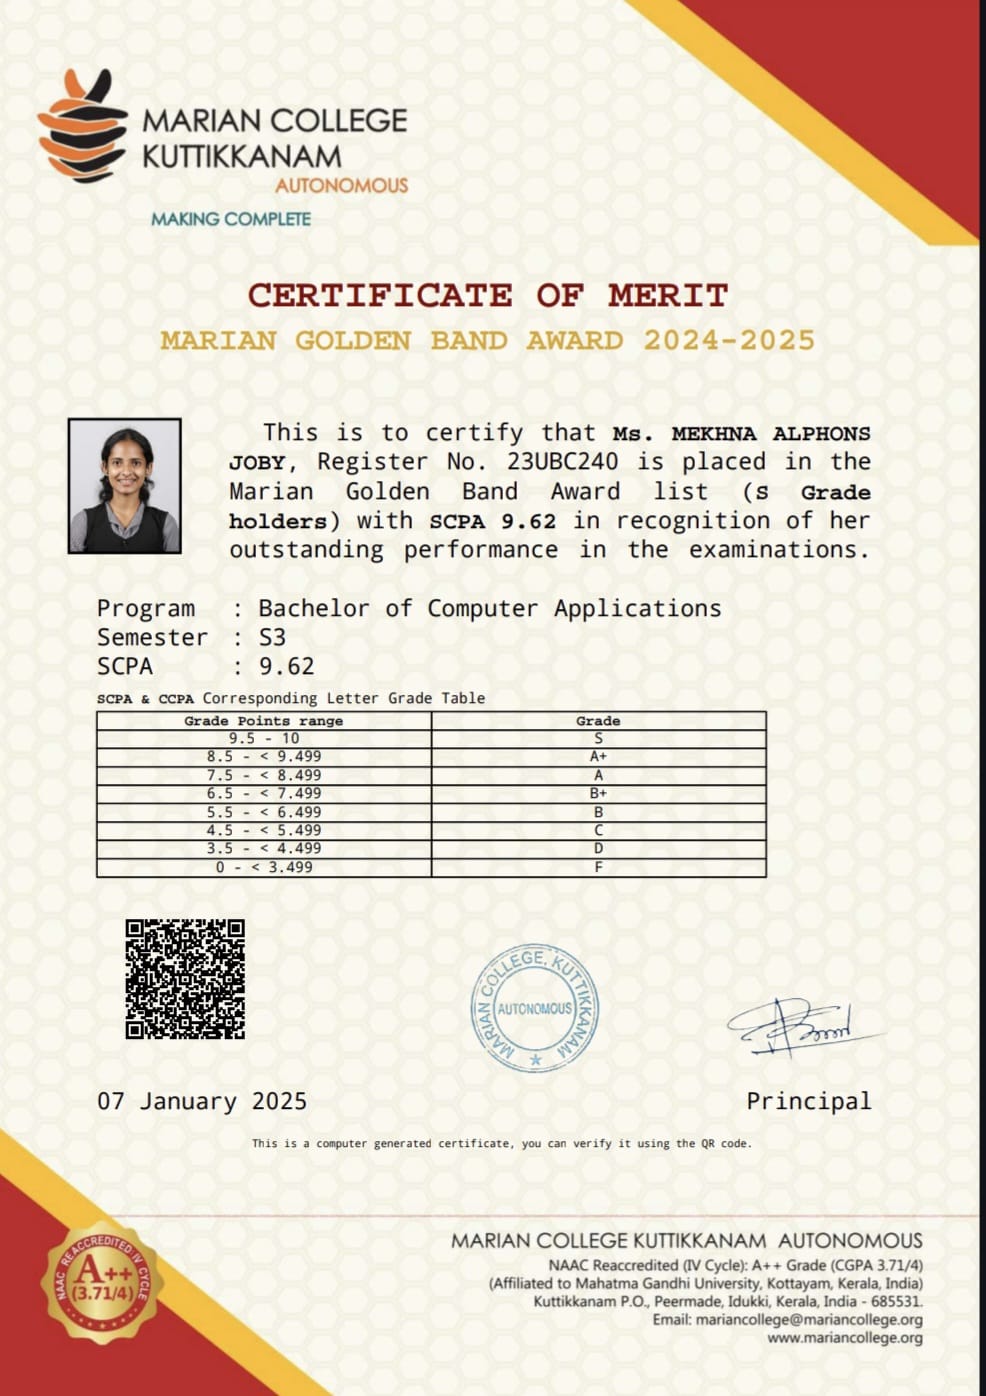 MARIAN COLLEGE
KUTTIKKANAM
AUTONOMOUS
MAKING COMPLETE
CERTIFICATE OF MERIT
MARIAN GOLDEN BAND AWARD 2024-2025
This is to certify that Ms. MEKHNA ALPHONS
JOBY, Register No. 23UBC240 is placed in the
Marian Golden Band Award list (S Grade
holders) with SCPA 9.62 in recognition of her
outstanding performance in the examinations.
Program : Bachelor of Computer Applications
Semester : S3
SCPA : 9.62
SCPA & CCPA Corresponding Letter Grade Table
Grade Points range Grade
9.5 - 10 S
8.5 - < 9.499 A+
7.5 - < 8.499 A
6.5 - < 7.499 B+
5.5 - < 6.499 B
4.5 - < 5.499 C
3.5 - < 4.499 D
0 - < 3.499 F
MARIAN COLLEGE, KUTTIKKANAM
AUTONOMOUS
07 January 2025
Principal
This is a computer generated certificate, you can verify it using the QR code.
NAAC REACCREDITED IV CYCLE
A++
(3.71/4)
MARIAN COLLEGE KUTTIKKANAM AUTONOMOUS
NAAC Reaccredited (IV Cycle): A++ Grade (CGPA 3.71/4)
(Affiliated to Mahatma Gandhi University, Kottayam, Kerala, India)
Kuttikkanam P.O., Peermade, Idukki, Kerala, India - 685531.
Email: mariancollege@mariancollege.org
www.mariancollege.org